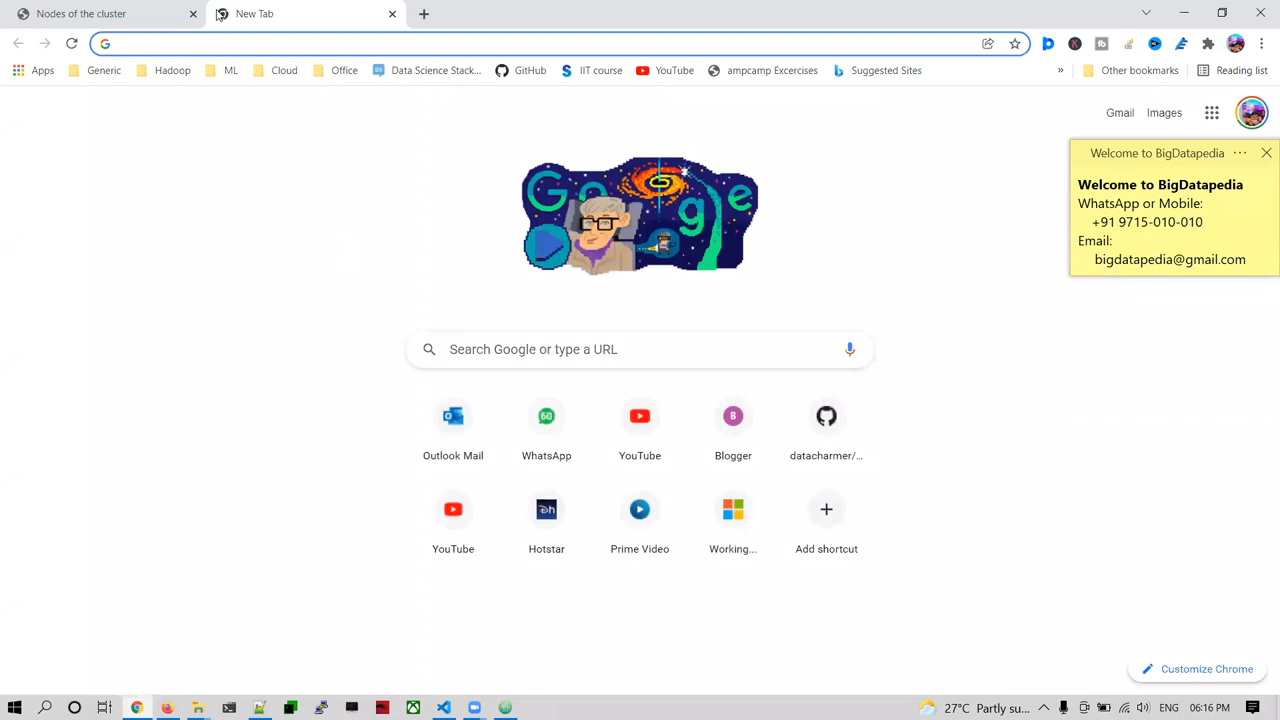 Nodes of the cluster
New Tab
Apps Generic Hadoop ML Cloud Office Data Science Stack... GitHub IIT course YouTube ampcamp Excercises Suggested Sites » Other bookmarks Reading list
Gmail Images
Welcome to BigDatapedia
Welcome to BigDatapedia
WhatsApp or Mobile:
+91 9715-010-010
Email:
bigdatapedia@gmail.com
Search Google or type a URL
Outlook Mail WhatsApp YouTube Blogger datacharmer/...
YouTube Hotstar Prime Video Working... Add shortcut
Customize Chrome
27°C Partly su... ENG 06:16 PM